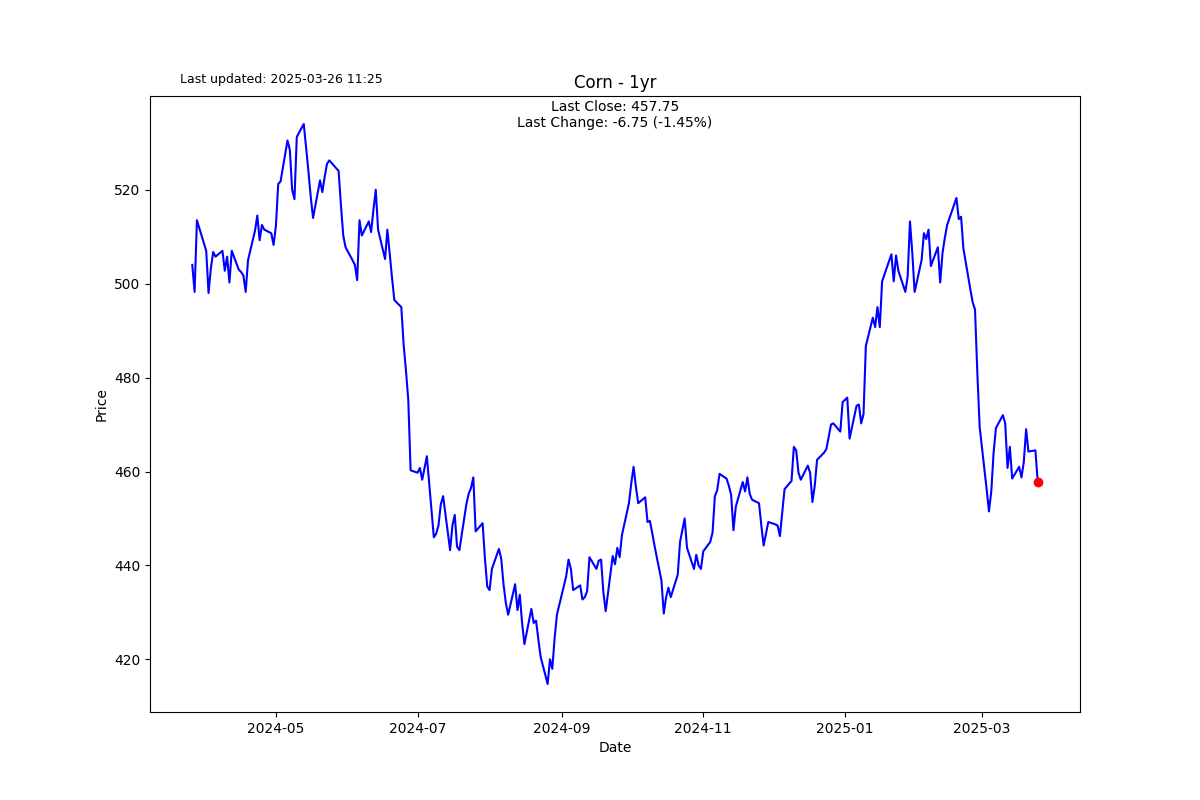 Last updated: 2025-03-26 11:25
Corn - 1yr
Last Close: 457.75
Last Change: -6.75 (-1.45%)
520
500
480
460
440
420
Price
2024-05 2024-07 2024-09 2024-11 2025-01 2025-03
Date